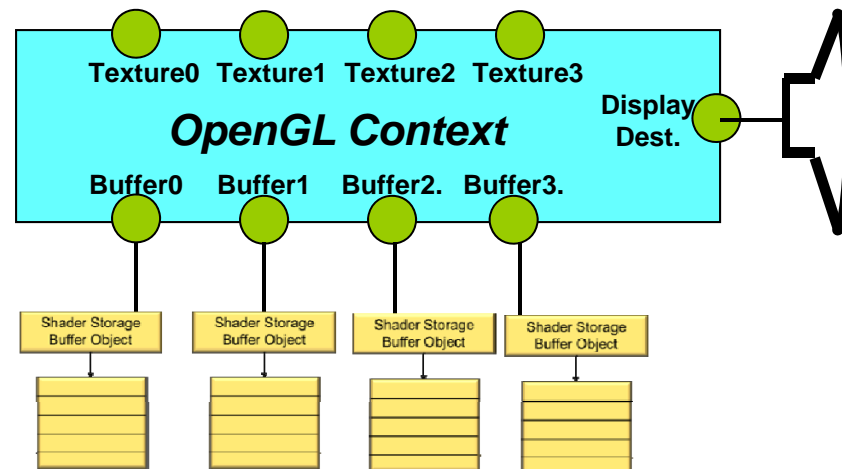 Texture0 Texture1 Texture2 Texture3
Display
Dest.
OpenGL Context
Buffer0 Buffer1 Buffer2. Buffer3.
Shader Storage
Buffer Object
Shader Storage
Buffer Object
Shader Storage
Buffer Object
Shader Storage
Buffer Object